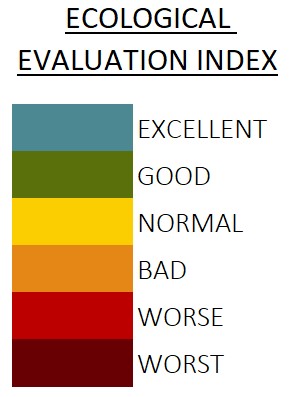 ECOLOGICAL
EVALUATION INDEX
EXCELLENT
GOOD
NORMAL
BAD
WORSE
WORST